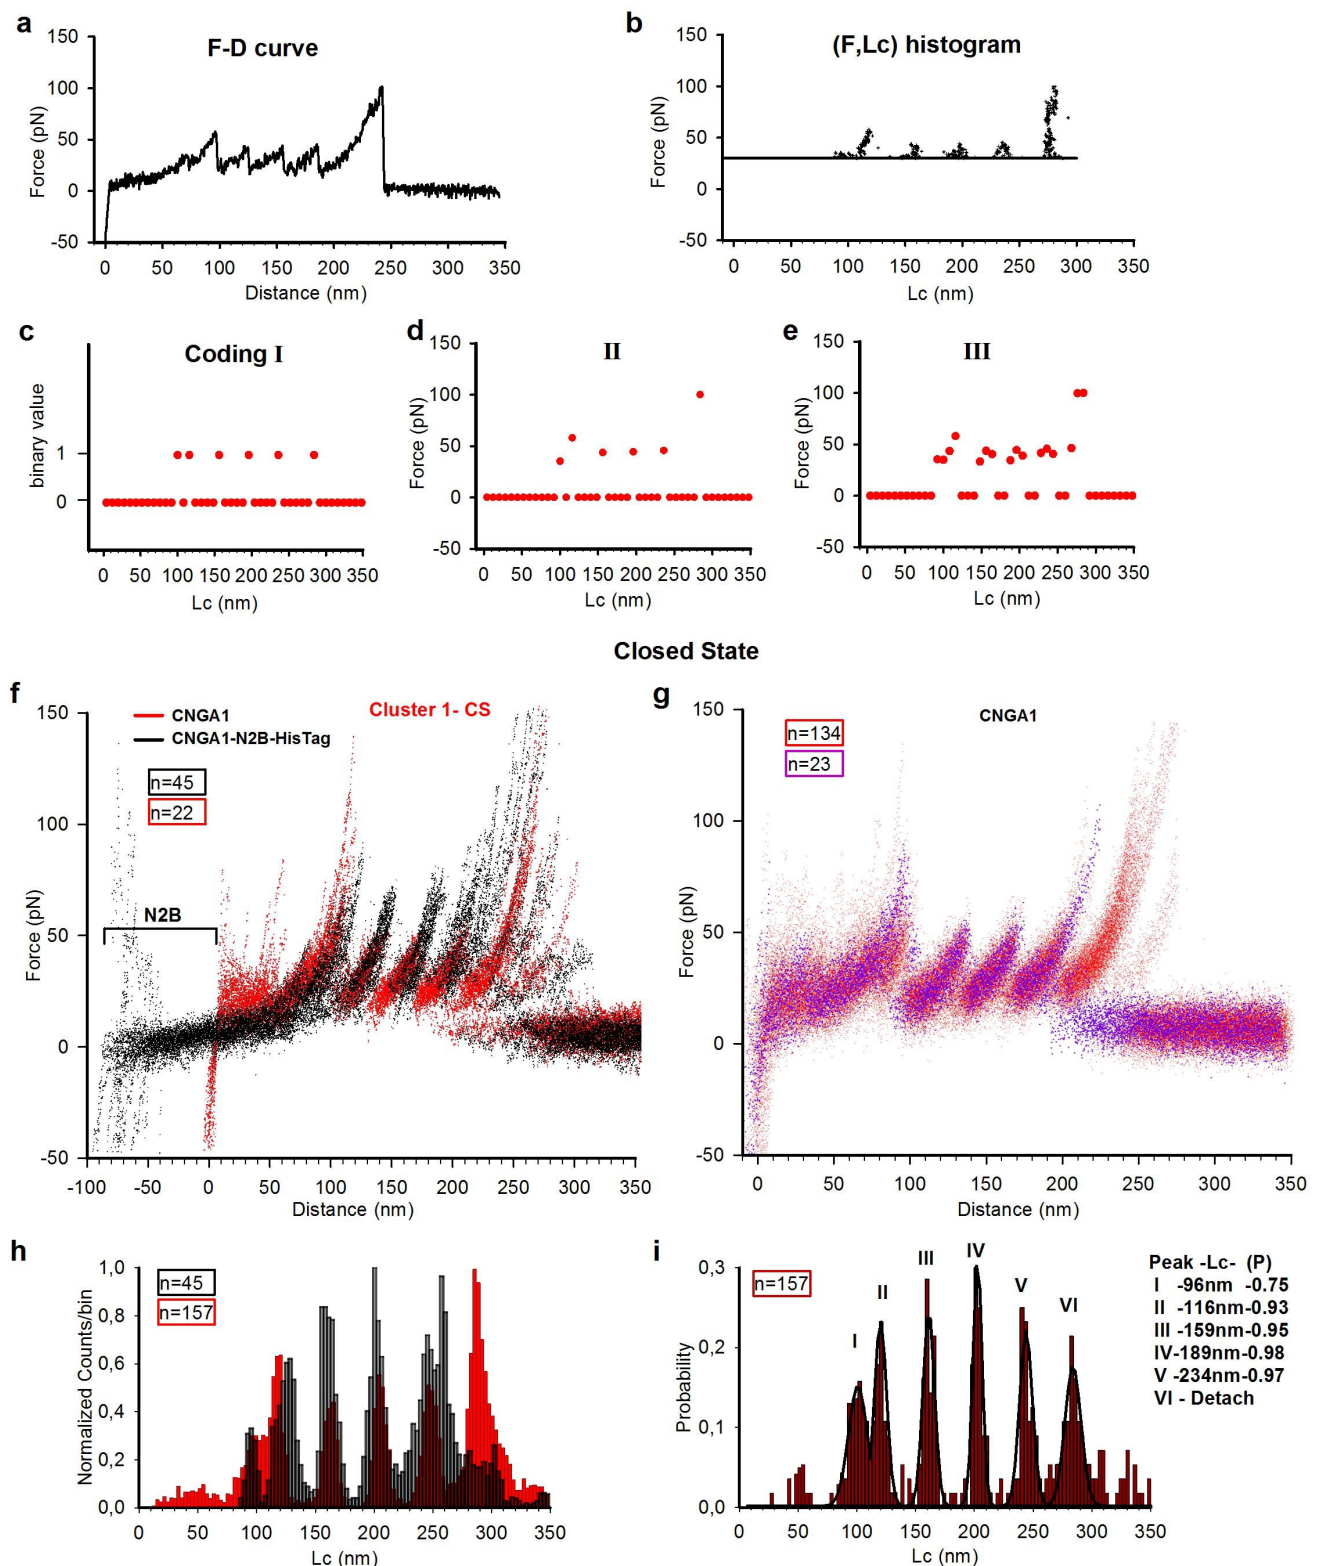 a
F-D curve
150
100
50
0
-50
Force (pN)
0 50 100 150 200 250 300 350
Distance (nm)
b
(F,Lc) histogram
150
100
50
0
-50
Force (pN)
0 50 100 150 200 250 300 350
Lc (nm)
c
Coding I
binary value
1
0
0 50 100 150 200 250 300 350
Lc (nm)
d
II
150
100
50
0
-50
Force (pN)
0 50 100 150 200 250 300 350
Lc (nm)
e
III
150
100
50
0
-50
Force (pN)
0 50 100 150 200 250 300 350
Lc (nm)
Closed State
f
CNGA1
CNGA1-N2B-HisTag
Cluster 1- CS
n=45
n=22
N2B
150
100
50
0
-50
Force (pN)
-100 -50 0 50 100 150 200 250 300 350
Distance (nm)
g
CNGA1
n=134
n=23
150
100
50
0
-50
Force (pN)
0 50 100 150 200 250 300 350
Distance (nm)
h
n=45
n=157
1,0
0,8
0,6
0,4
0,2
0,0
Normalized Counts/bin
0 50 100 150 200 250 300 350
Lc (nm)
i
n=157
I
II
III
IV
V
VI
0,3
0,2
0,1
0,0
Probability
0 50 100 150 200 250 300 350
Lc (nm)
Peak -Lc- (P)
I -96nm -0.75
II -116nm-0.93
III -159nm-0.95
IV-189nm-0.98
V -234nm-0.97
VI - Detach